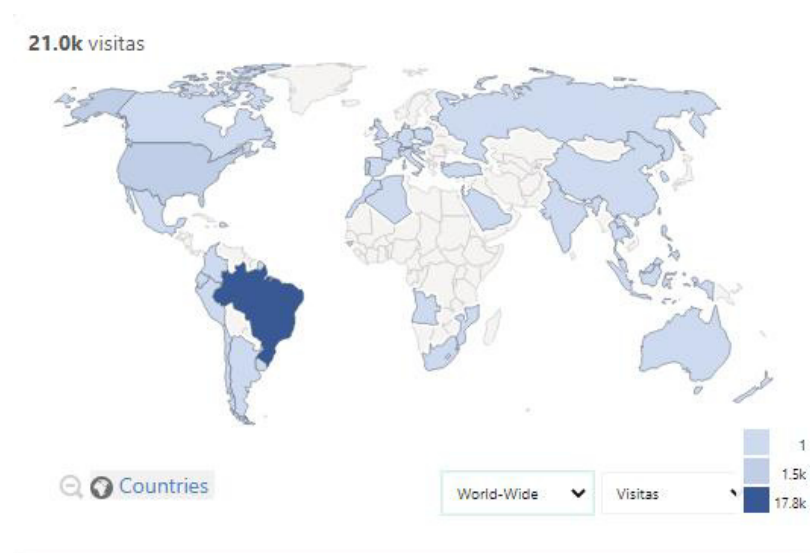 21.0k visitas
Countries
World-Wide
Visitas
1
1.5k
17.8k